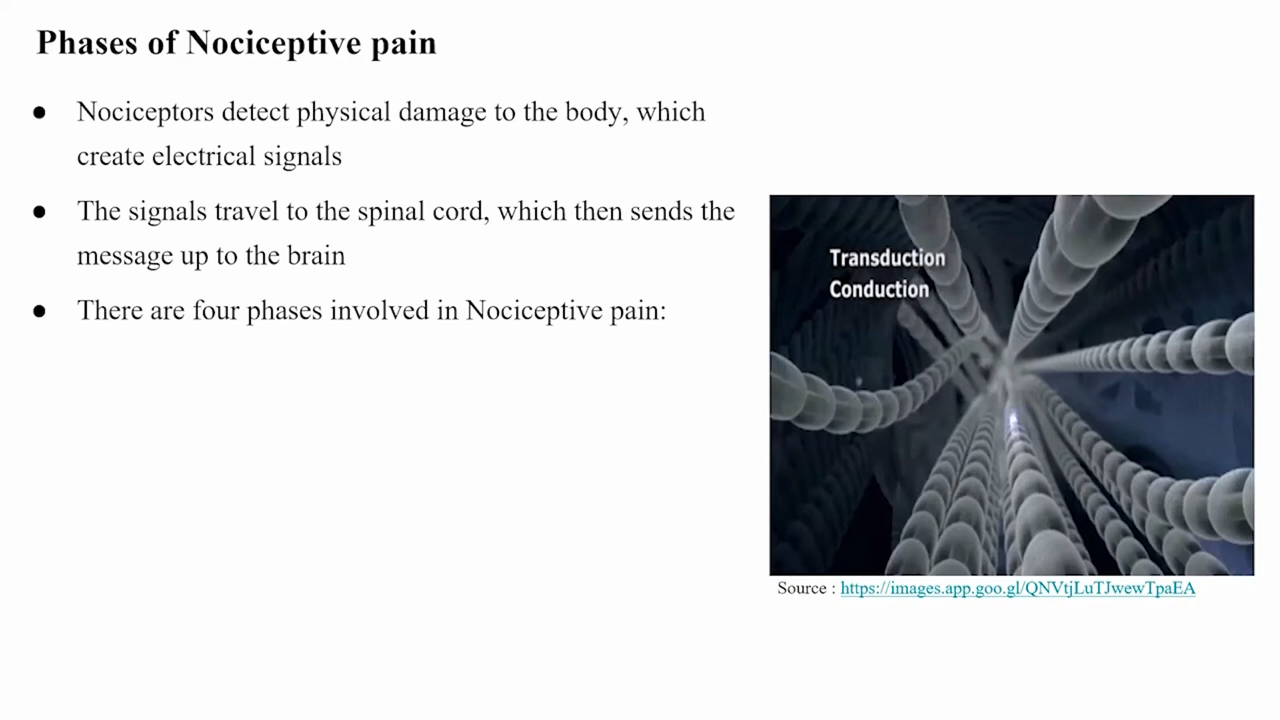 Phases of Nociceptive pain
● Nociceptors detect physical damage to the body, which
create electrical signals
● The signals travel to the spinal cord, which then sends the
message up to the brain
● There are four phases involved in Nociceptive pain:
Transduction
Conduction
Source : https://images.app.goo.gl/QNVtjLuTJwewTpaEA